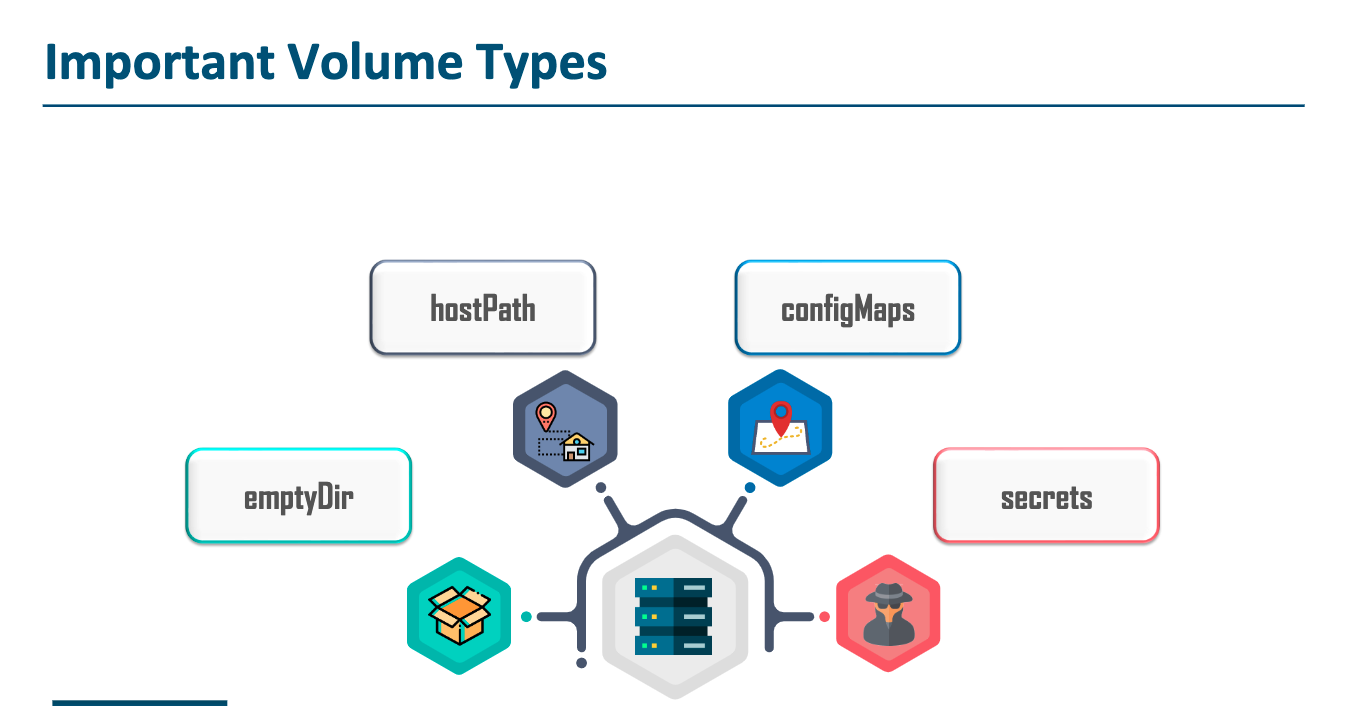 Important Volume Types
hostPath
configMaps
emptyDir
secrets